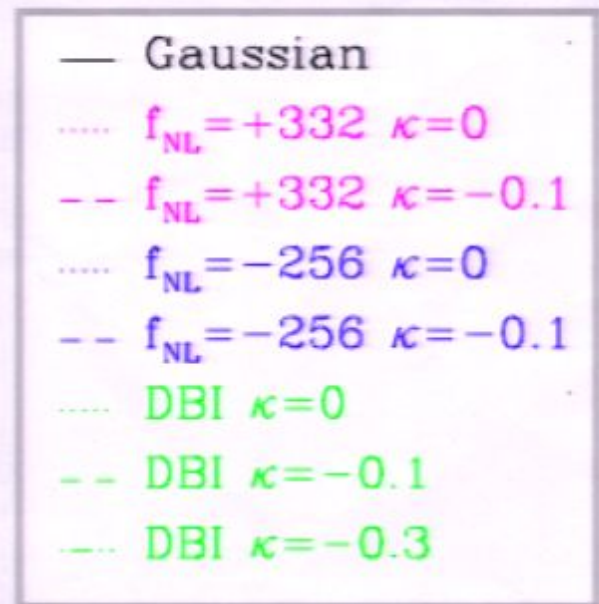 Gaussian
f_NL=+332 κ=0
f_NL=+332 κ=-0.1
f_NL=-256 κ=0
f_NL=-256 κ=-0.1
DBI κ=0
DBI κ=-0.1
DBI κ=-0.3